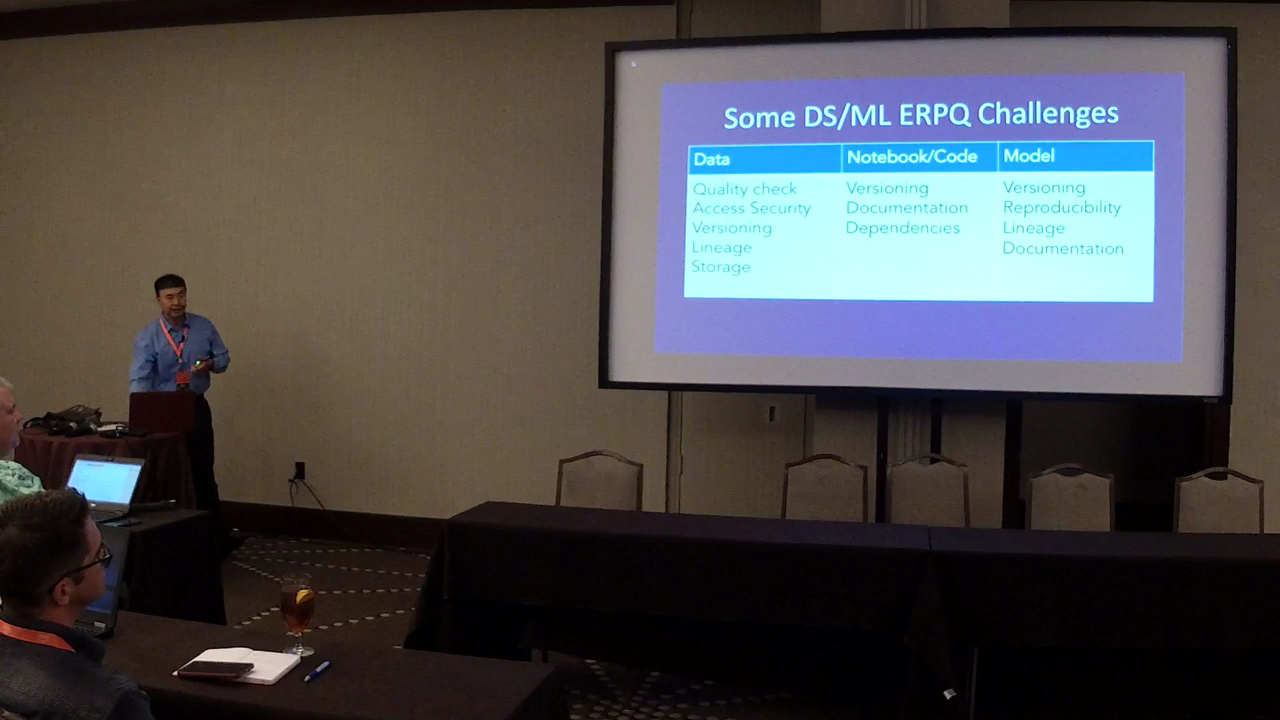 Some DS/ML ERPQ Challenges
Data Notebook/Code Model
Quality check Versioning Versioning
Access Security Documentation Reproducibility
Versioning Dependencies Lineage
Lineage Documentation
Storage